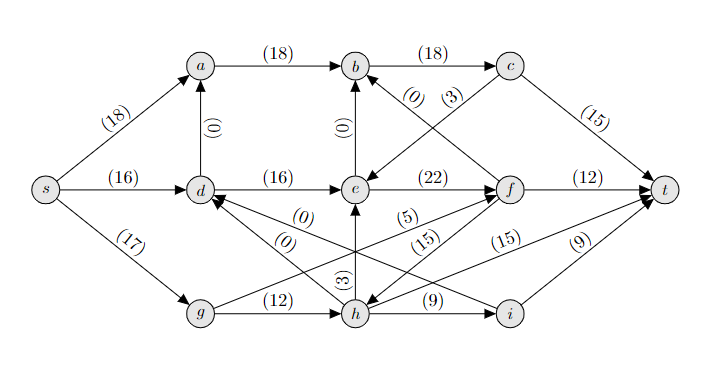 (18) (18)
a b c
(18) (0) (0) (0) (3) (15)
(16) (16) (22) (12)
s d e f t
(17) (0) (0) (5) (15) (15) (9)
(3)
(12) (9)
g h i